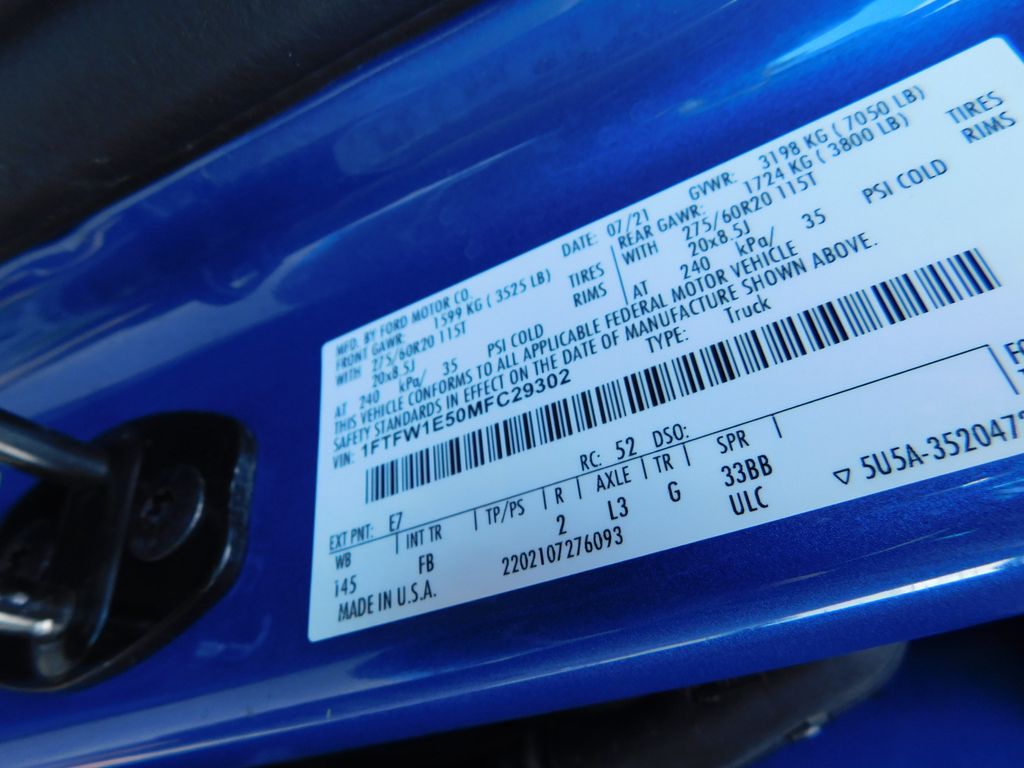 MFD. BY FORD MOTOR CO. DATE: 07/21 GVWR: 3198 KG ( 7050 LB)
FRONT GAWR: 1599 KG ( 3525 LB) REAR GAWR: 1724 KG ( 3800 LB)
WITH 275/60R20 115T TIRES WITH 275/60R20 115T TIRES
20x8.5J RIMS 20x8.5J RIMS
AT 240 kPa/ 35 PSI COLD AT 240 kPa/ 35 PSI COLD
THIS VEHICLE CONFORMS TO ALL APPLICABLE FEDERAL MOTOR VEHICLE
SAFETY STANDARDS IN EFFECT ON THE DATE OF MANUFACTURE SHOWN ABOVE.
VIN: 1FTFW1E50MFC29302 TYPE: Truck
EXT PNT: E7 RC: 52 DSO:
WB INT TR TP/PS R AXLE TR SPR
145 FB 2 L3 G 33BB
ULC
MADE IN U.S.A. 2202107276093 5U5A-3520472